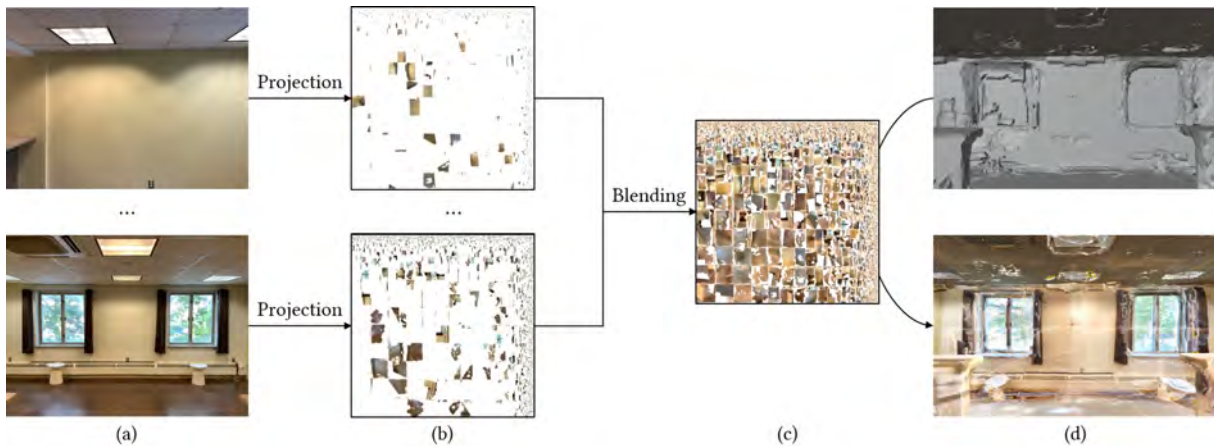 Projection
Projection
...
...
Blending
(a)
(b)
(c)
(d)